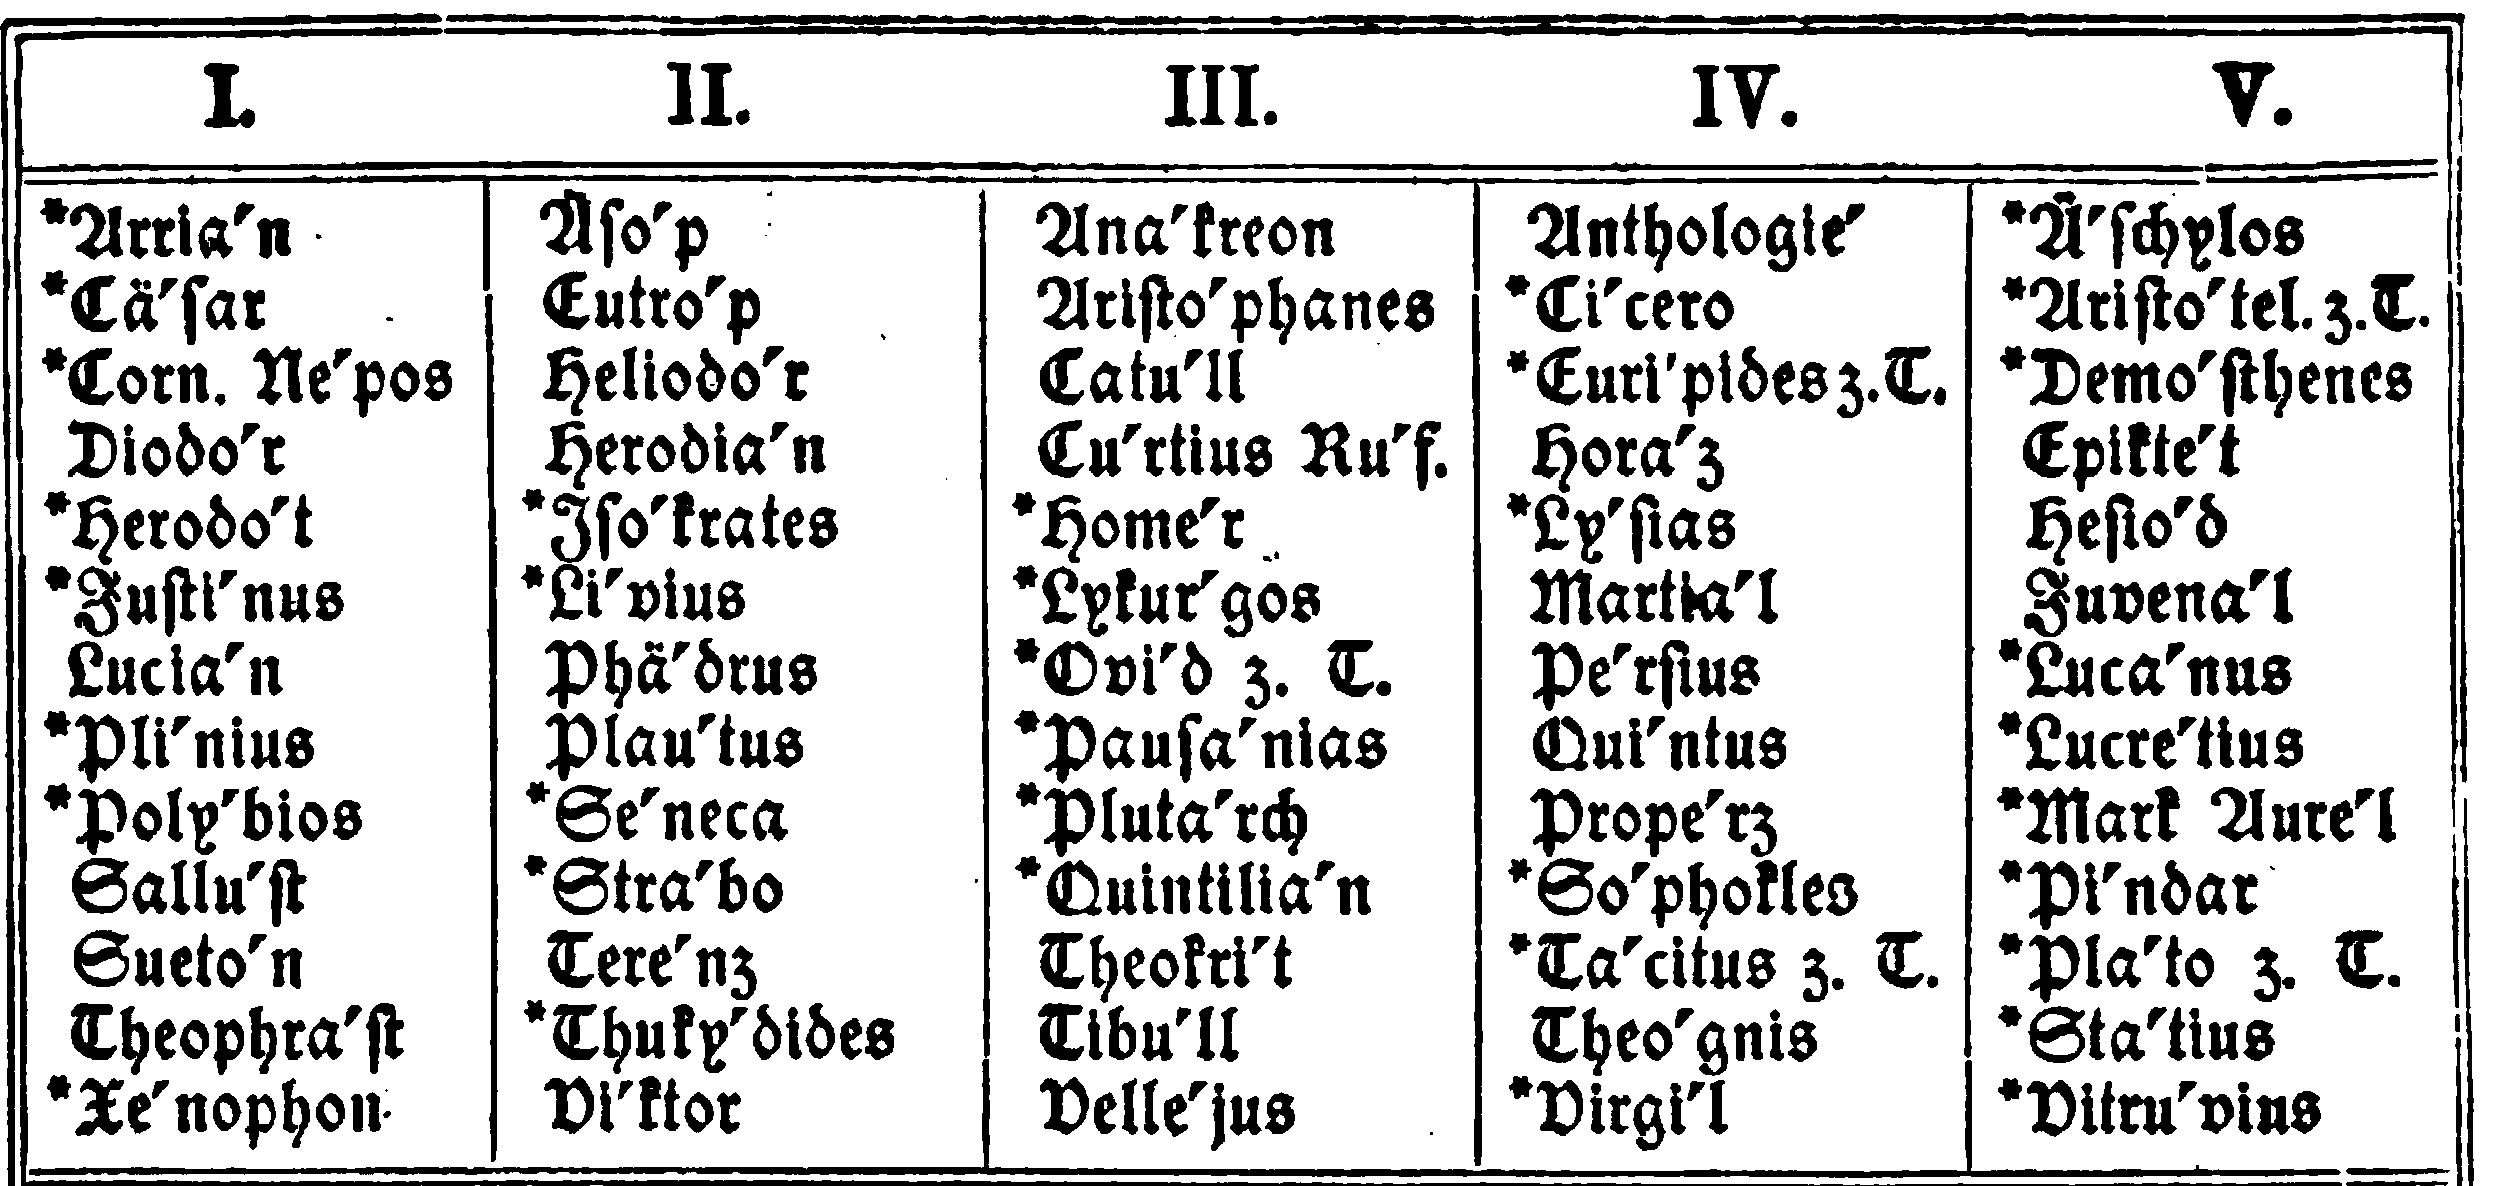 I. II. III. IV. V.
*Arria´n Äso´p Ana´kreon Anthologie´ *Ä´schylos
*Cä´sar Eutro´p Aristo´phanes *Ci´cero *Aristo´tel. z. T.
*Corn. Ne´pos Heliodo´r Catu´ll *Euri´pides z. T. *Demo´sthenes
Diodo´r Herodia´n Cu´rtius Ru´f. Hora´z Epikte´t
*Herodo´t *Iso´krates *Home´r *Ly´sias Hesio´d
*Justi´nus *Li´vius *Lykur´gos Martia´l Juvena´l
Lucia´n Phä´drus *Ovi´d z. T. Pe´rsius *Luca´nus
*Pli´nius Plau´tus *Pausa´nias Qui´ntus *Lucre´tius
*Poly´bios *Se´neca *Pluta´rch Prope´rz *Mark Aure´l
Sallu´st *Stra´bo *Quintilia´n *So´phokles *Pi´ndar
Sueto´n Tere´nz Theokri´t *Ta´citus z. T. *Pla´to z. T.
Theophra´st *Thuky´dides Tibu´ll Theo´gnis *Sta´tius
*Xe´nophon Vi´ktor Velle´jus *Virgi´l *Vitru´vius